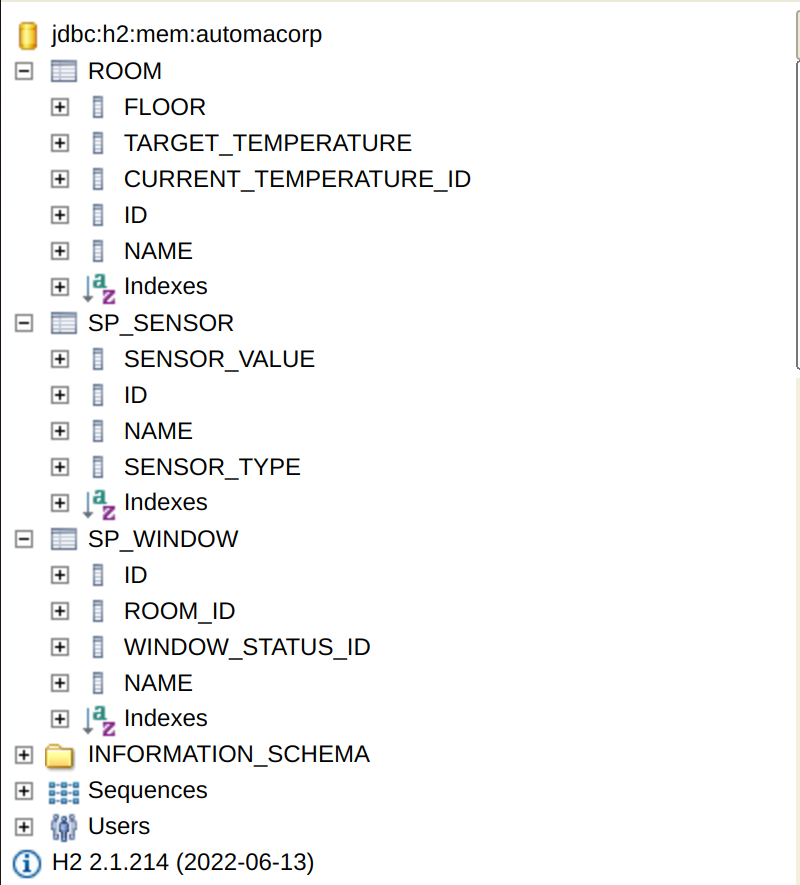 jdbc:h2:mem:automacorp
ROOM
FLOOR
TARGET_TEMPERATURE
CURRENT_TEMPERATURE_ID
ID
NAME
Indexes
SP_SENSOR
SENSOR_VALUE
ID
NAME
SENSOR_TYPE
Indexes
SP_WINDOW
ID
ROOM_ID
WINDOW_STATUS_ID
NAME
Indexes
INFORMATION_SCHEMA
Sequences
Users
H2 2.1.214 (2022-06-13)